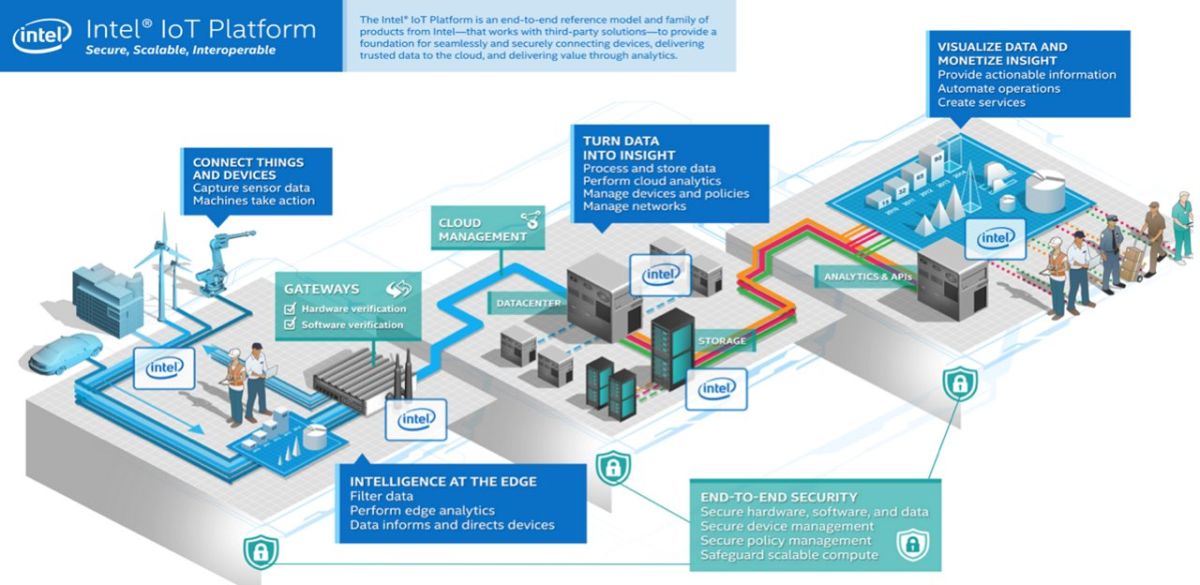 intel
Intel® IoT Platform
Secure, Scalable, Interoperable
The Intel® IoT Platform is an end-to-end reference model and family of
products from Intel—that works with third-party solutions—to provide a
foundation for seamlessly and securely connecting devices, delivering
trusted data to the cloud, and delivering value through analytics.
VISUALIZE DATA AND
MONETIZE INSIGHT
Provide actionable information
Automate operations
Create services
TURN DATA
INTO INSIGHT
Process and store data
Perform cloud analytics
Manage devices and policies
Manage networks
CONNECT THINGS
AND DEVICES
Capture sensor data
Machines take action
CLOUD
MANAGEMENT
GATEWAYS
Hardware verification
Software verification
DATACENTER
intel
STORAGE
intel
ANALYTICS & APIs
intel
2010 2011 2012 2013 2014
intel
intel
INTELLIGENCE AT THE EDGE
Filter data
Perform edge analytics
Data informs and directs devices
END-TO-END SECURITY
Secure hardware, software, and data
Secure device management
Secure policy management
Safeguard scalable compute